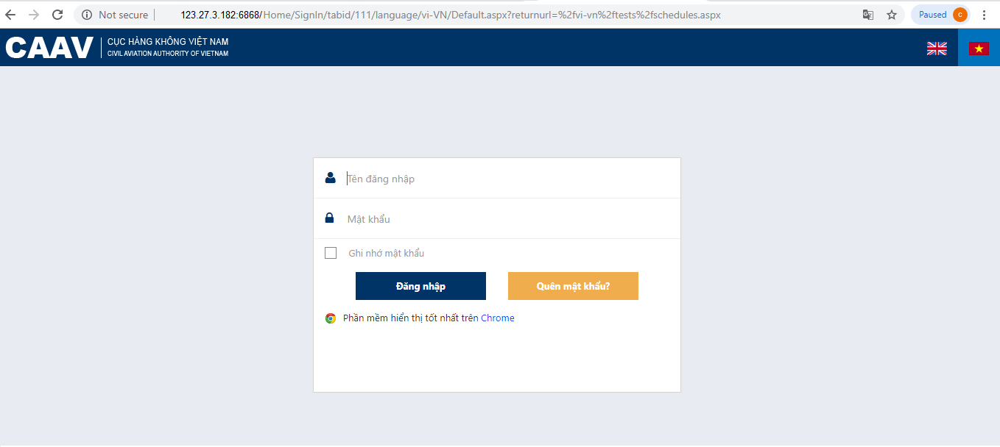 Not secure 123.27.3.182:6868/Home/SignIn/tabid/111/language/vi-VN/Default.aspx?returnurl=%2fvi-vn%2ftests%2fschedules.aspx Paused c
CAAV CỤC HÀNG KHÔNG VIỆT NAM
CIVIL AVIATION AUTHORITY OF VIETNAM
Tên đăng nhập
Mật khẩu
Ghi nhớ mật khẩu
Đăng nhập Quên mật khẩu?
Phần mềm hiển thị tốt nhất trên Chrome